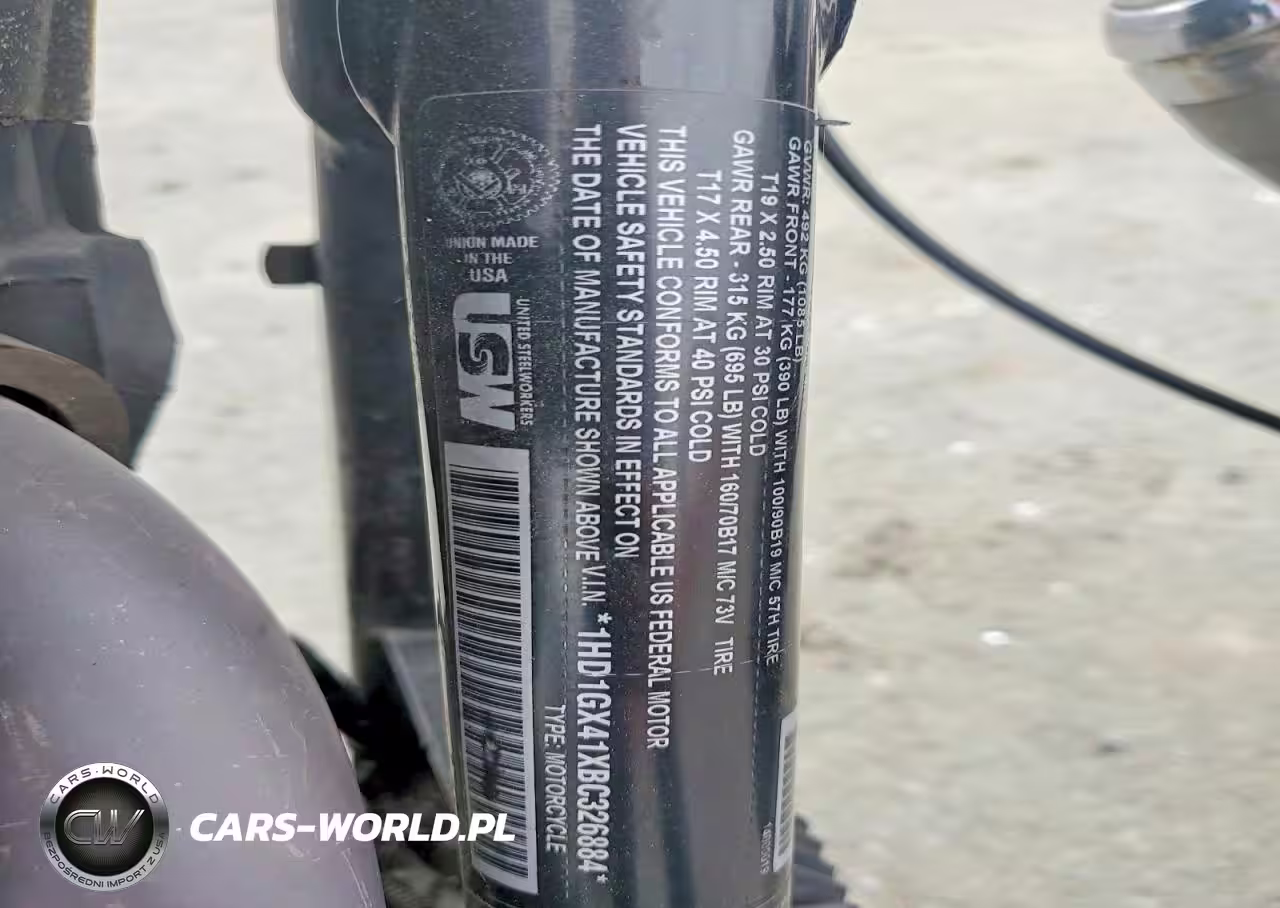 GVWR: 492 KG (1085 LB)
GAWR FRONT - 177 KG (390 LB) WITH 100/90B19 MIC 57H TIRE
T19 X 2.50 RIM AT 30 PSI COLD
GAWR REAR - 315 KG (695 LB) WITH 160/70B17 MIC 73V TIRE
T17 X 4.50 RIM AT 40 PSI COLD
THIS VEHICLE CONFORMS TO ALL APPLICABLE US FEDERAL MOTOR
VEHICLE SAFETY STANDARDS IN EFFECT ON
THE DATE OF MANUFACTURE SHOWN ABOVE V.I.N. *1HD1GX41XBC326884*
TYPE: MOTORCYCLE
UNION MADE
IN THE
USA
USW
UNITED STEELWORKERS
CARS-WORLD
CW
BEZPOŚREDNI IMPORT Z USA
CARS-WORLD.PL